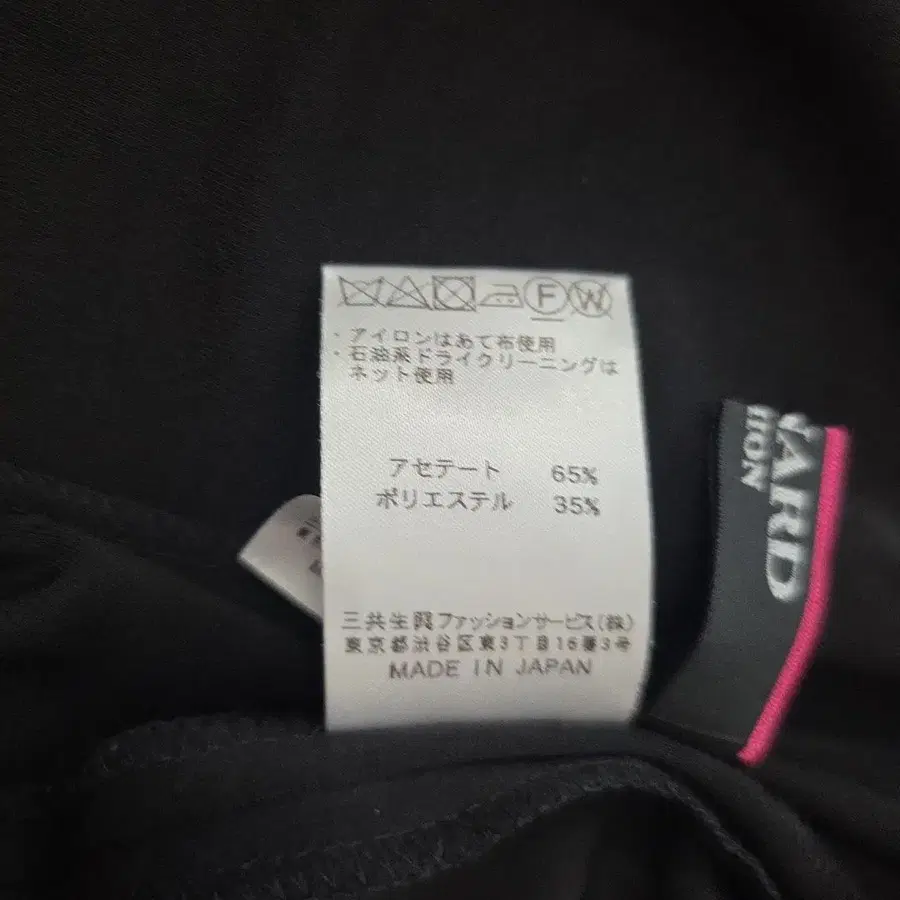 F W
・アイロンはあて布使用
・石油系ドライクリーニングは
ネット使用
アセテート 65%
ポリエステル 35%
三共生興ファッションサービス(株)
東京都渋谷区東3丁目16番3号
MADE IN JAPAN